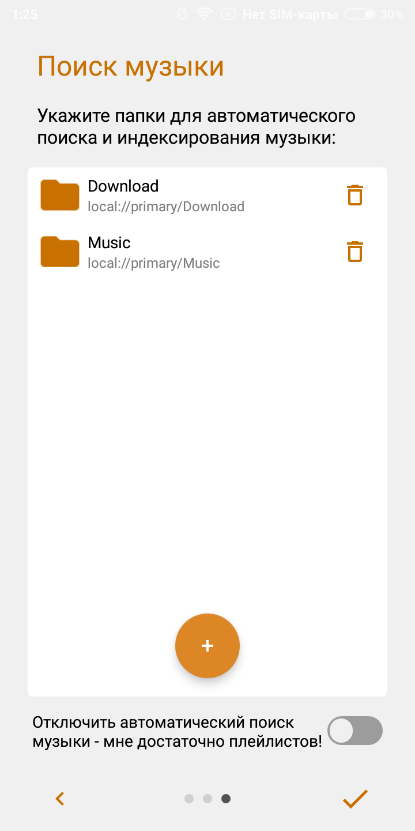 1:25 Нет SIM-карты 30%
Поиск музыки
Укажите папки для автоматического
поиска и индексирования музыки:
Download
local://primary/Download
Music
local://primary/Music
+
Отключить автоматический поиск
музыки - мне достаточно плейлистов!